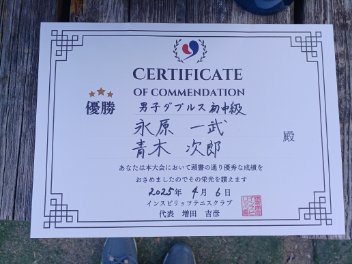 CERTIFICATE
OF COMMENDATION
優勝 男子ダブルス初中級
永原 一武
殿
青木 次郎
あなたは本大会において頭書の通り優秀な成績を
おさめましたのでその栄光を讃えます
2025年 4月 6日
インスピリッツテニスクラブ
代表 増田 吉彦